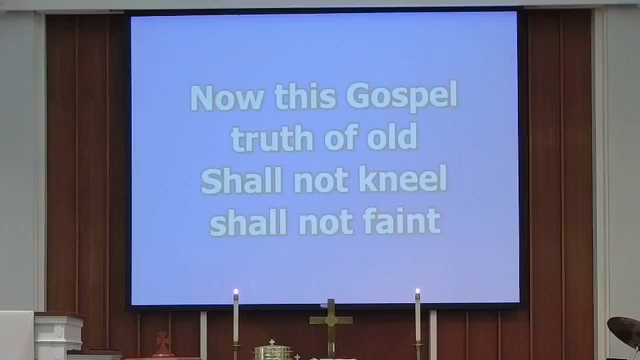 Now this Gospel
truth of old
Shall not kneel
shall not faint